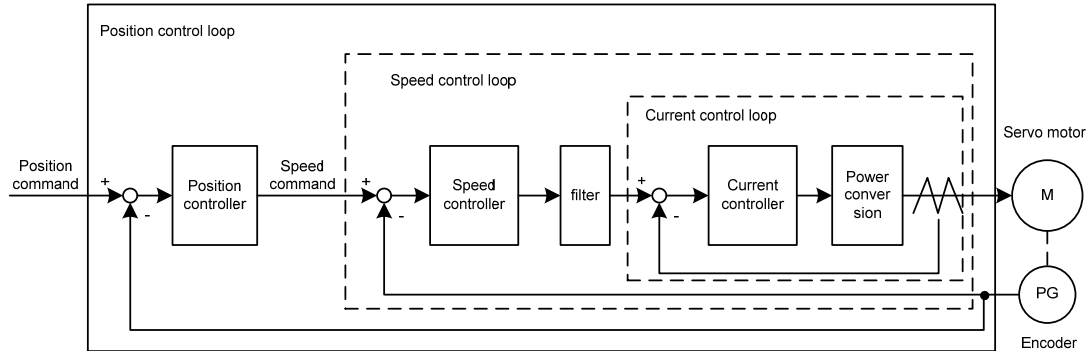 Position control loop
Speed control loop
Current control loop
Servo motor
Position
command
+
-
Position
controller
Speed
command
+
-
Speed
controller
filter
+
-
Current
controller
Power
conver
sion
M
PG
Encoder